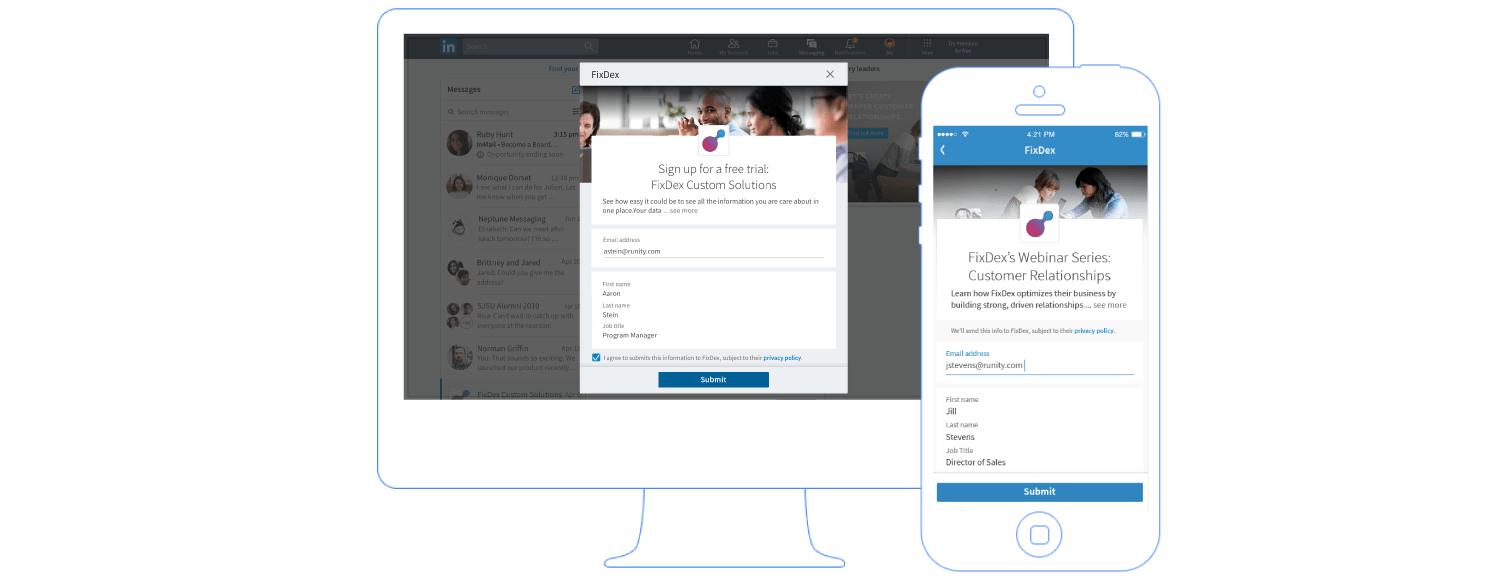 in
Search
Home
My Network
Jobs
Messaging
Notifications
Me
More
Try Premium
for free
Find your
ry leaders
Messages
Search messages
Ruby Hunt 3:15 pm
InMail • Become a Board...
Opportunity ending soon
Monique Dorset 12:38 pm
I see what I can do for Julien. Let
me know when you get ...
Neptune Messaging
Elizabeth: Can we meet after
lunch tomorrow? I'm so ...
Brittney and Jared Apr
Jared: Could you give me the
address?
SJSU Alumni 2010 Apr
Rita: Can't wait to catch up with
everyone at the reunion!
Norman Griffin Apr
You: That sounds so exciting. We
launched our product recently...
FixDex Custom Solutions Apr
LET'S CREATE
DEEPER CUSTOMER
RELATIONSHIPS.
Find out more
FixDex
Sign up for a free trial:
FixDex Custom Solutions
See how easy it could be to see all the information you are care about in
one place.Your data ...see more
Email address
astein@runity.com
First name
Aaron
Last name
Stein
Job title
Program Manager
I agree to submits this information to FixDex, subject to their privacy policy.
Submit
4:21 PM 82%
FixDex
FixDex's Webinar Series:
Customer Relationships
Learn how FixDex optimizes their business by
building strong, driven relationships ... see more
We'll send this info to FixDex, subject to their privacy policy.
Email address
jstevens@runity.com
First name
Jill
Last name
Stevens
Job Title
Director of Sales
Submit